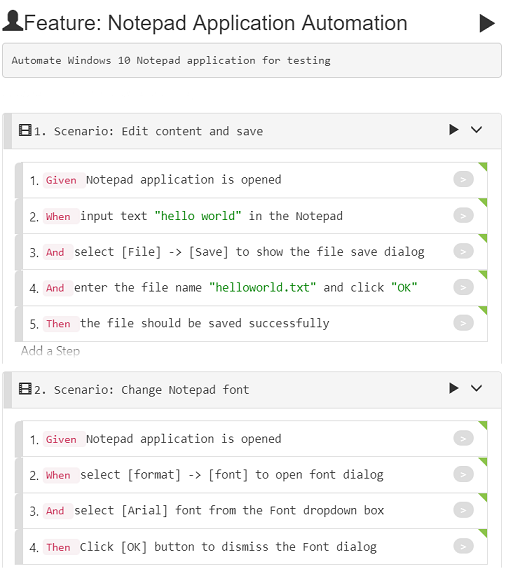 Feature: Notepad Application Automation
Automate Windows 10 Notepad application for testing
1. Scenario: Edit content and save
1. Given Notepad application is opened >
2. When input text "hello world" in the Notepad >
3. And select [File] -> [Save] to show the file save dialog >
4. And enter the file name "helloworld.txt" and click "OK" >
5. Then the file should be saved successfully >
Add a Step
2. Scenario: Change Notepad font
1. Given Notepad application is opened >
2. When select [format] -> [font] to open font dialog >
3. And select [Arial] font from the Font dropdown box >
4. Then Click [OK] button to dismiss the Font dialog >